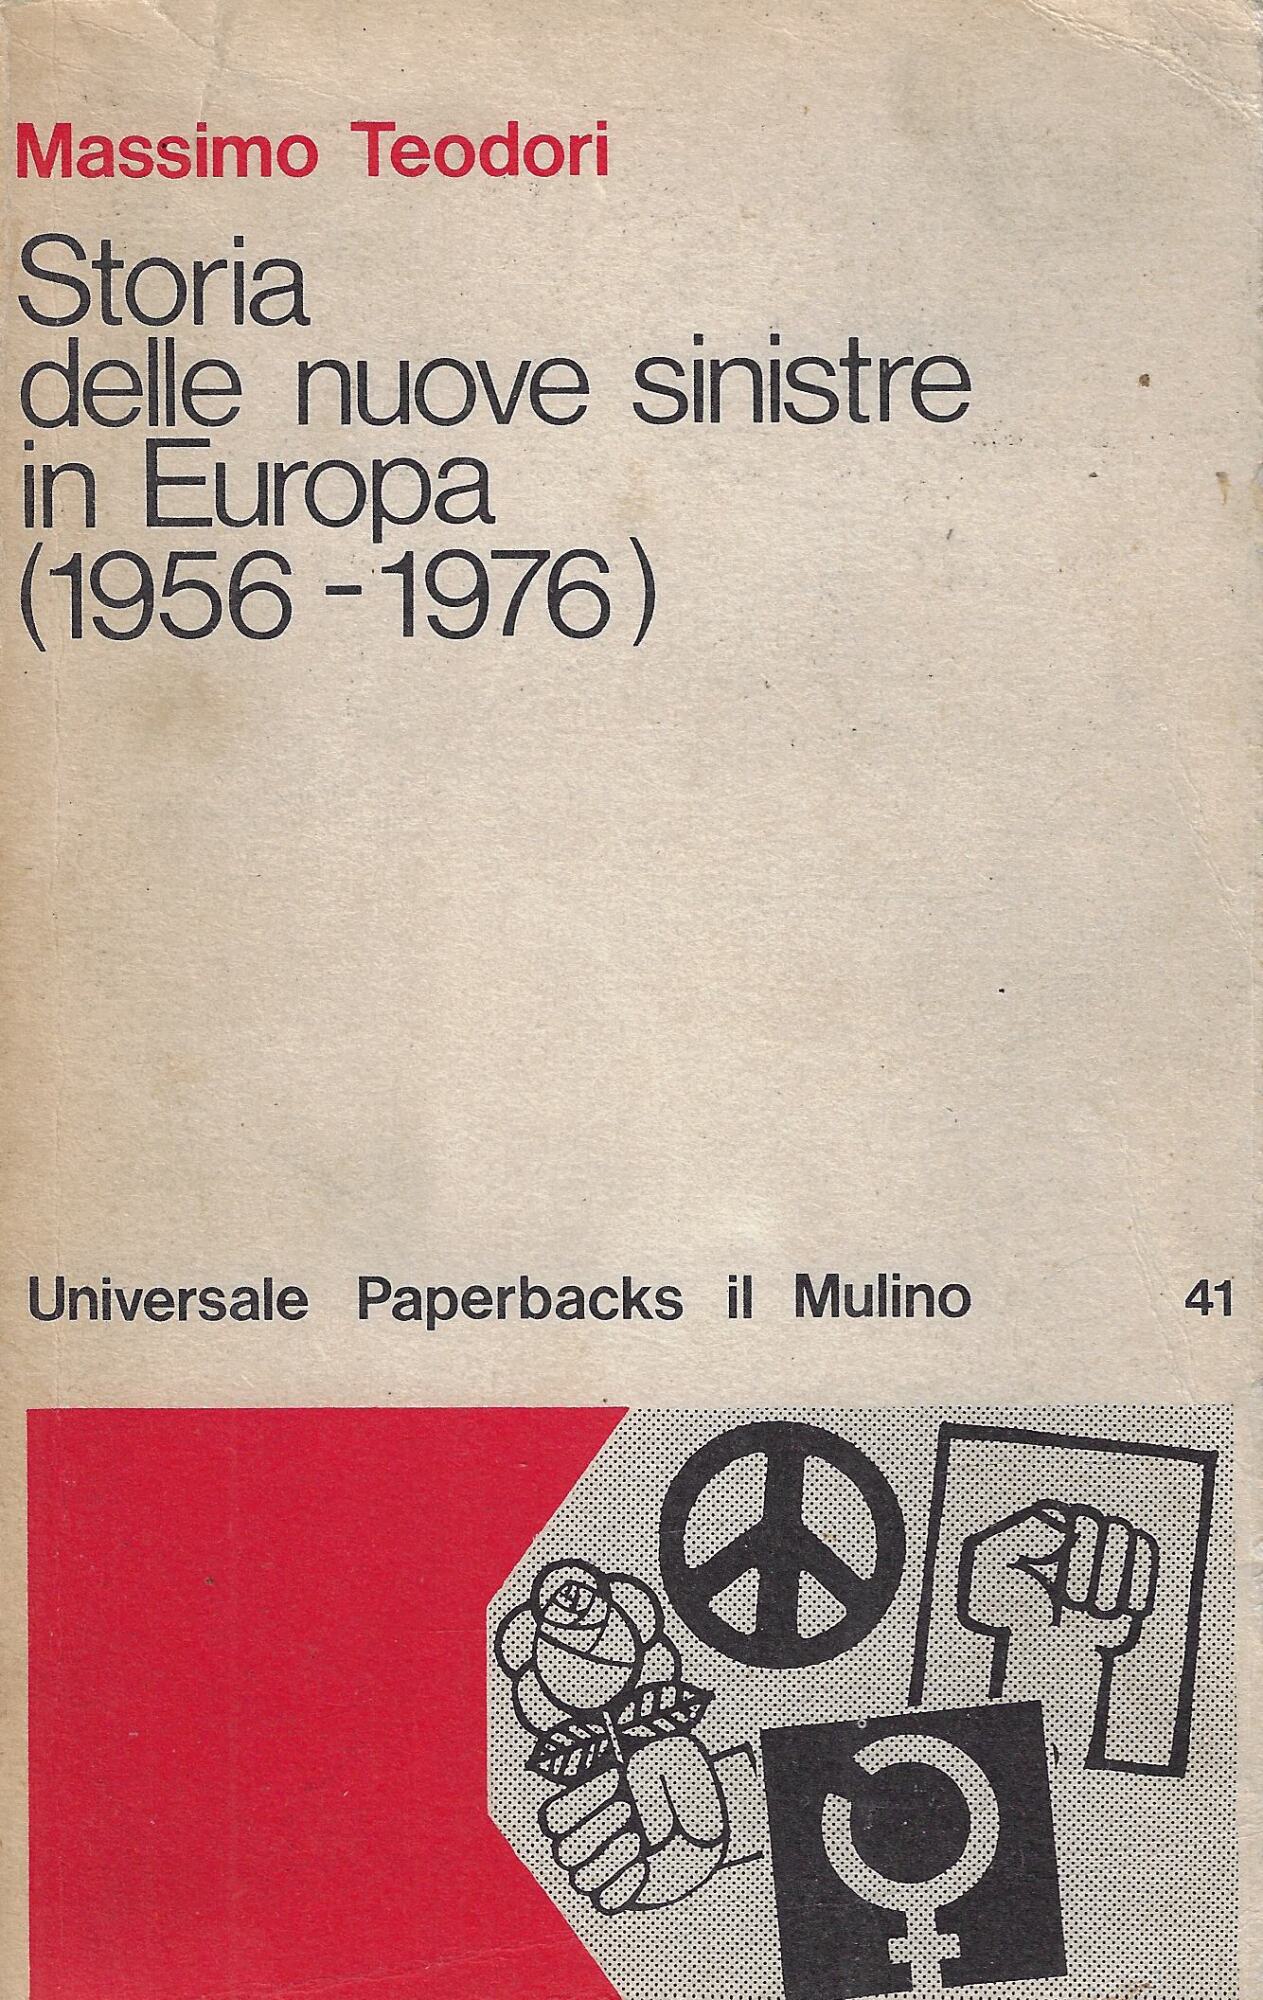 Massimo Teodori
Storia
delle nuove sinistre
in Europa
(1956-1976)
Universale Paperbacks il Mulino 41